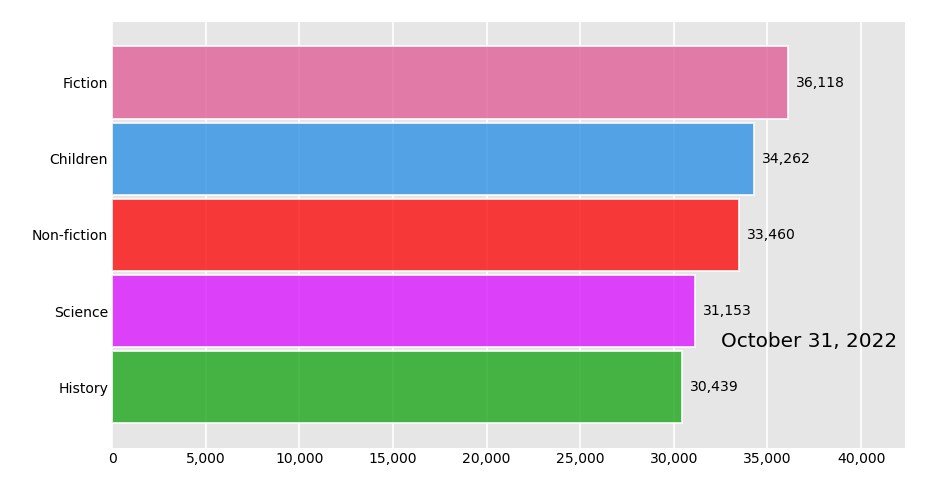 Fiction 36,118
Children 34,262
Non-fiction 33,460
Science 31,153
October 31, 2022
History 30,439
0 5,000 10,000 15,000 20,000 25,000 30,000 35,000 40,000